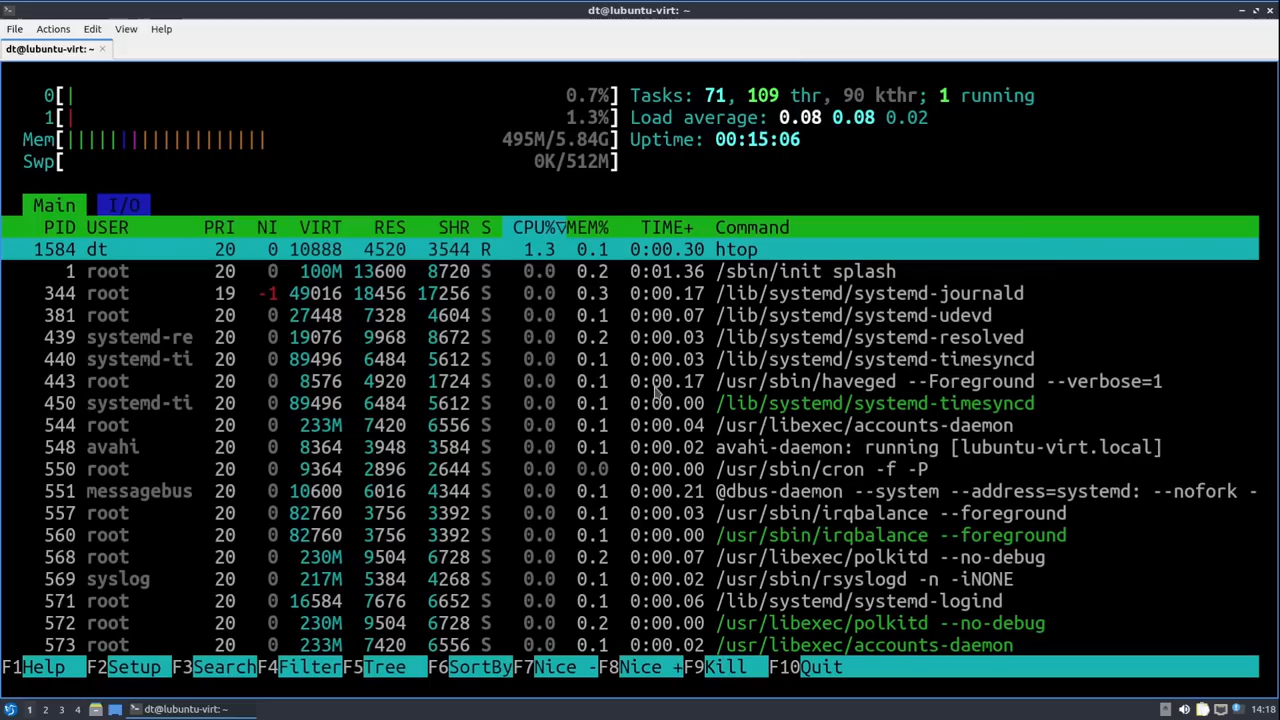 dt@lubuntu-virt: ~
File Actions Edit View Help
dt@lubuntu-virt: ~ ×
0[| 0.7%] Tasks: 71, 109 thr, 90 kthr; 1 running
1[| 1.3%] Load average: 0.08 0.08 0.02
Mem[||||||||||||||||||| 495M/5.84G] Uptime: 00:15:06
Swp[ 0K/512M]
Main I/O
PID USER PRI NI VIRT RES SHR S CPU%▽MEM% TIME+ Command
1584 dt 20 0 10888 4520 3544 R 1.3 0.1 0:00.30 htop
1 root 20 0 100M 13600 8720 S 0.0 0.2 0:01.36 /sbin/init splash
344 root 19 -1 49016 18456 17256 S 0.0 0.3 0:00.17 /lib/systemd/systemd-journald
381 root 20 0 27448 7328 4604 S 0.0 0.1 0:00.07 /lib/systemd/systemd-udevd
439 systemd-re 20 0 19076 9968 8672 S 0.0 0.2 0:00.03 /lib/systemd/systemd-resolved
440 systemd-ti 20 0 89496 6484 5612 S 0.0 0.1 0:00.03 /lib/systemd/systemd-timesyncd
443 root 20 0 8576 4920 1724 S 0.0 0.1 0:00.17 /usr/sbin/haveged --Foreground --verbose=1
450 systemd-ti 20 0 89496 6484 5612 S 0.0 0.1 0:00.00 /lib/systemd/systemd-timesyncd
544 root 20 0 233M 7420 6556 S 0.0 0.1 0:00.04 /usr/libexec/accounts-daemon
548 avahi 20 0 8364 3948 3584 S 0.0 0.1 0:00.02 avahi-daemon: running [lubuntu-virt.local]
550 root 20 0 9364 2896 2644 S 0.0 0.0 0:00.00 /usr/sbin/cron -f -P
551 messagebus 20 0 10600 6016 4344 S 0.0 0.1 0:00.21 @dbus-daemon --system --address=systemd: --nofork -
557 root 20 0 82760 3756 3392 S 0.0 0.1 0:00.03 /usr/sbin/irqbalance --foreground
560 root 20 0 82760 3756 3392 S 0.0 0.1 0:00.00 /usr/sbin/irqbalance --foreground
568 root 20 0 230M 9504 6728 S 0.0 0.2 0:00.07 /usr/libexec/polkitd --no-debug
569 syslog 20 0 217M 5384 4268 S 0.0 0.1 0:00.02 /usr/sbin/rsyslogd -n -iNONE
571 root 20 0 16584 7676 6652 S 0.0 0.1 0:00.06 /lib/systemd/systemd-logind
572 root 20 0 230M 9504 6728 S 0.0 0.2 0:00.00 /usr/libexec/polkitd --no-debug
573 root 20 0 233M 7420 6556 S 0.0 0.1 0:00.02 /usr/libexec/accounts-daemon
F1Help F2Setup F3Search F4Filter F5Tree F6SortBy F7Nice - F8Nice + F9Kill F10Quit
1 2 3 4 dt@lubuntu-virt: ~ 14:18